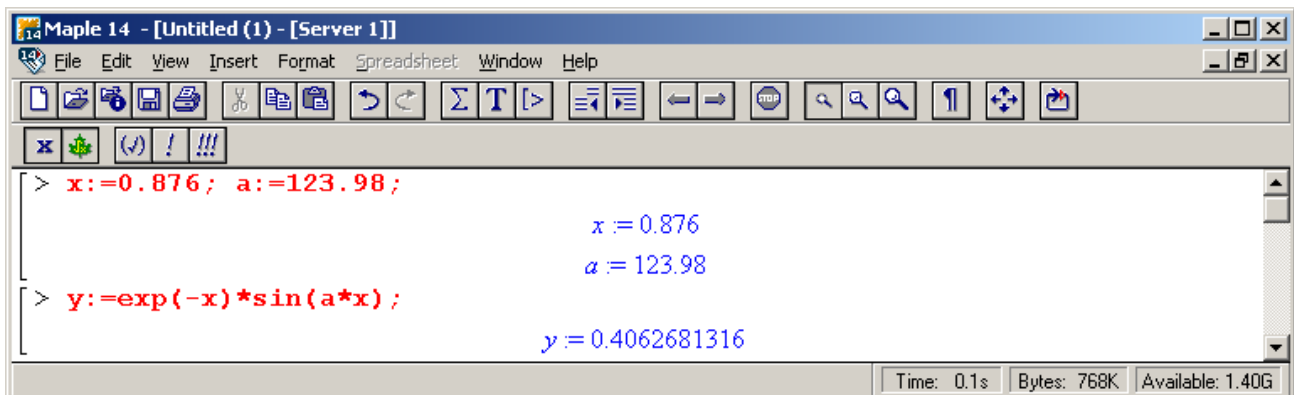 Maple 14 - [Untitled (1) - [Server 1]]
File Edit View Insert Format Spreadsheet Window Help
Σ T [> STOP ¶
x (√) ! !!!
[> x:=0.876; a:=123.98;
x := 0.876
a := 123.98
[> y:=exp(-x)*sin(a*x);
y := 0.4062681316
Time: 0.1s Bytes: 768K Available: 1.40G